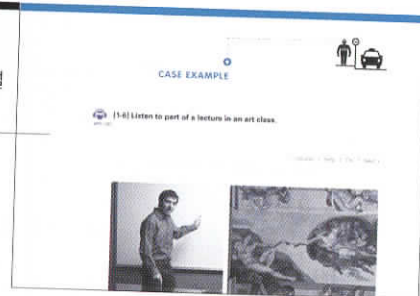 CASE EXAMPLE
[1-6] Listen to part of a lecture in an art class.